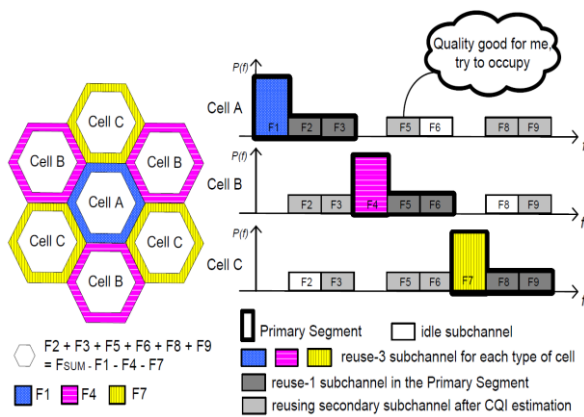 Quality good for me,
try to occupy
P(f)
Cell A
F1
F2
F3
F5
F6
F8
F9
f
P(f)
Cell B
F2
F3
F4
F5
F6
F8
F9
f
P(f)
Cell C
F2
F3
F5
F6
F7
F8
F9
f
Cell C
Cell B
Cell B
Cell A
Cell C
Cell C
Cell B
F2 + F3 + F5 + F6 + F8 + F9
= FSUM - F1 - F4 - F7
F1
F4
F7
Primary Segment
idle subchannel
reuse-3 subchannel for each type of cell
reuse-1 subchannel in the Primary Segment
reusing secondary subchannel after CQI estimation